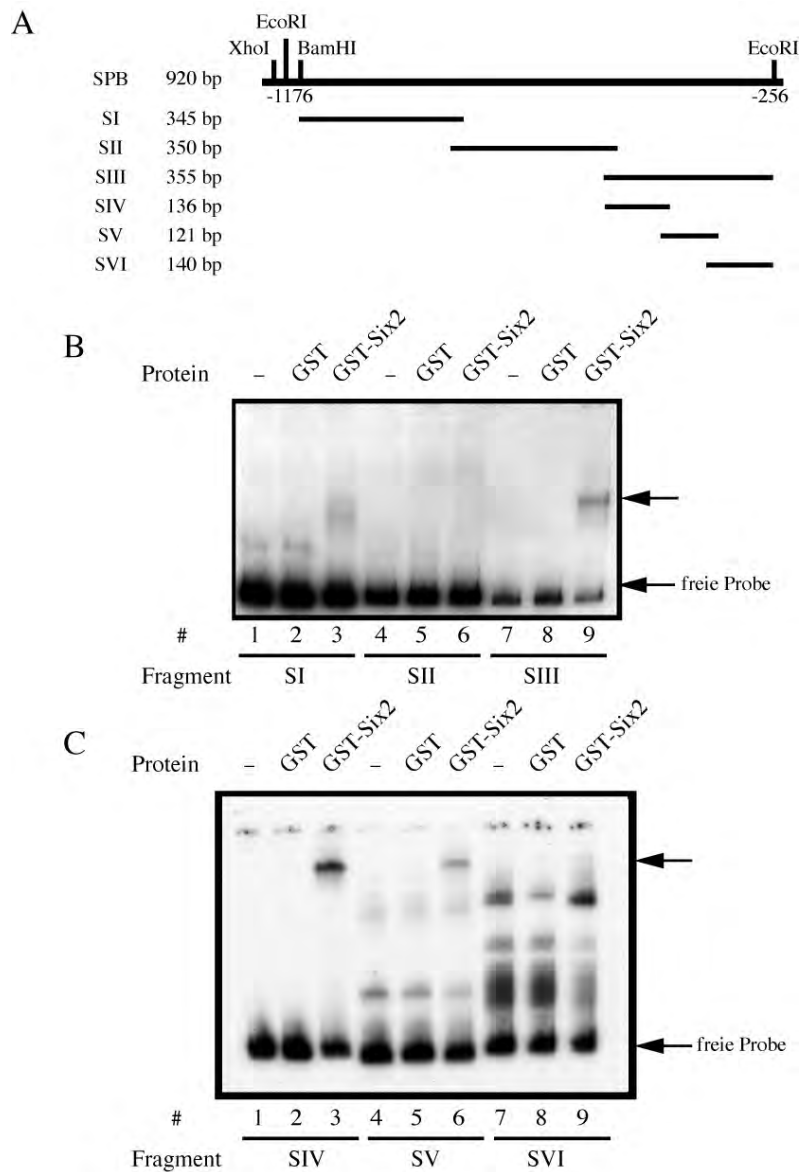 A
EcoRI
XhoI BamHI EcoRI
SPB 920 bp
-1176 -256
SI 345 bp
SII 350 bp
SIII 355 bp
SIV 136 bp
SV 121 bp
SVI 140 bp
B
Protein – GST GST-Six2 – GST GST-Six2 – GST GST-Six2
freie Probe
# 1 2 3 4 5 6 7 8 9
Fragment SI SII SIII
C
Protein – GST GST-Six2 – GST GST-Six2 – GST GST-Six2
freie Probe
# 1 2 3 4 5 6 7 8 9
Fragment SIV SV SVI